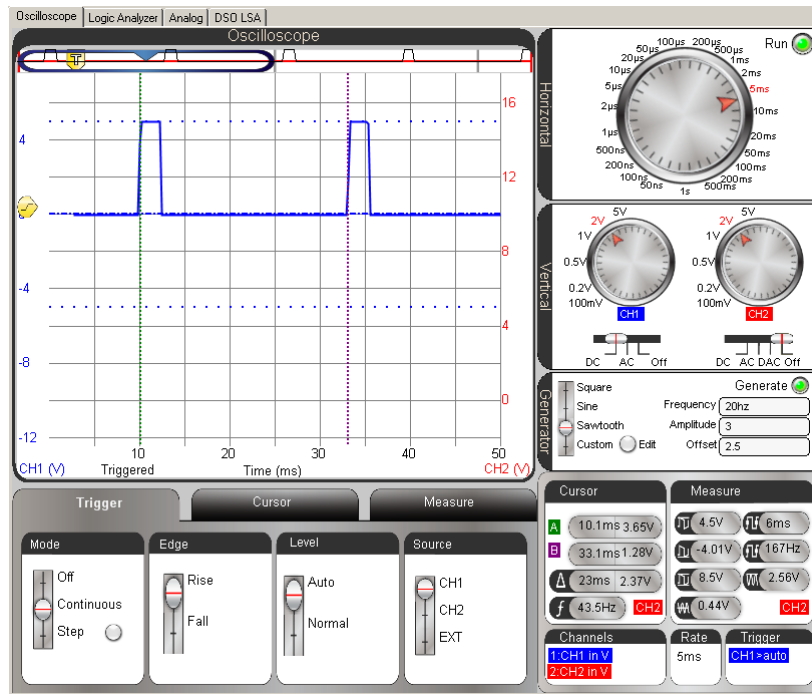 Oscilloscope Logic Analyzer Analog DSO LSA
Oscilloscope
T
16
12
8
4
0
4
-4
-8
-12
10
20
30
40
50
CH1 (V) Triggered Time (ms) CH2 (V)
Horizontal
Run
1µs
2µs
5µs
10µs
20µs
50µs
100µs
200µs
500µs
1ms
2ms
5ms
10ms
20ms
50ms
100ms
200ms
500ms
1s
50ns
100ns
200ns
500ns
Vertical
5V
2V
1V
0.5V
0.2V
100mV
CH1
5V
2V
1V
0.5V
0.2V
100mV
CH2
DC AC Off
DC AC DAC Off
Generator
Square
Sine
Sawtooth
Custom Edit
Generate
Frequency 20hz
Amplitude 3
Offset 2.5
Trigger Cursor Measure
Mode
Off
Continuous
Step
Edge
Rise
Fall
Level
Auto
Normal
Source
CH1
CH2
EXT
Cursor
A 10.1ms 3.65V
B 33.1ms 1.28V
Δ 23ms 2.37V
ƒ 43.5Hz CH2
Measure
4.5V 6ms
-4.01V 167Hz
8.5V 2.56V
0.44V CH2
Channels
1:CH1 in V
2:CH2 in V
Rate
5ms
Trigger
CH1>auto